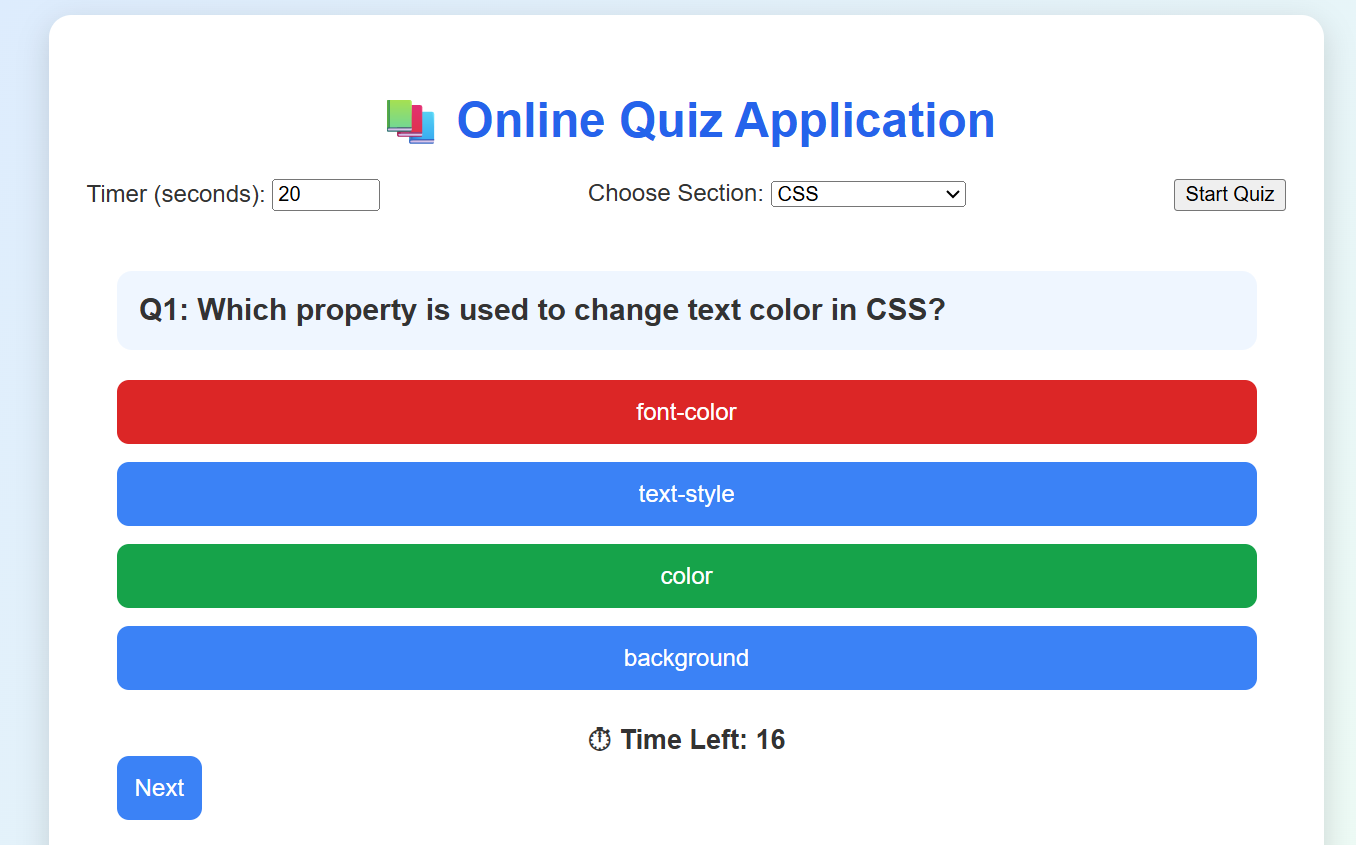 📚 Online Quiz Application
Timer (seconds): 20 Choose Section: CSS Start Quiz
Q1: Which property is used to change text color in CSS?
font-color
text-style
color
background
⏱ Time Left: 16
Next